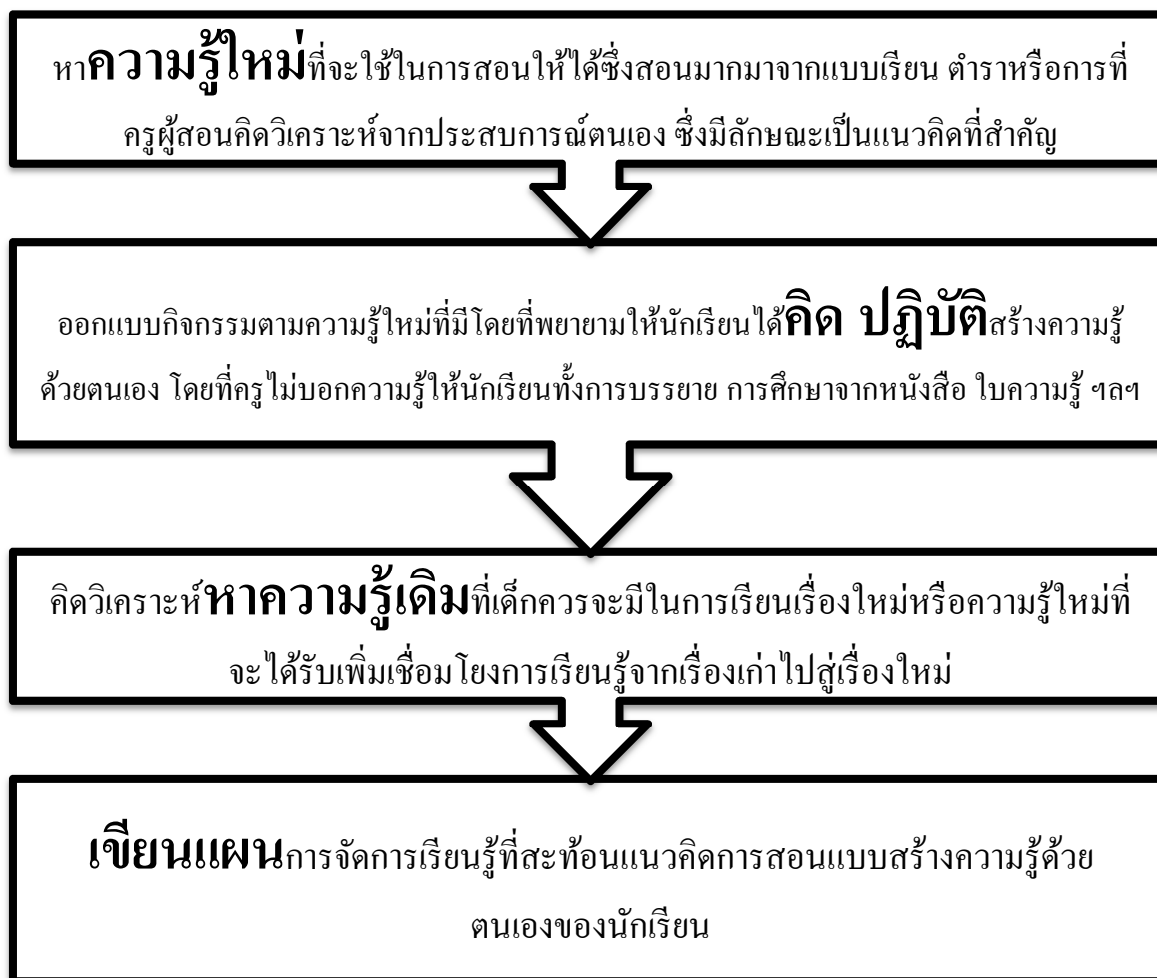 หาความรู้ใหม่ที่จะใช้ในการสอนให้ได้ซึ่งสอนมากมาจากแบบเรียน ตำราหรือการที่
ครูผู้สอนคิดวิเคราะห์จากประสบการณ์ตนเอง ซึ่งมีลักษณะเป็นแนวคิดที่สำคัญ
ออกแบบกิจกรรมตามความรู้ใหม่ที่มีโดยที่พยายามให้นักเรียนได้คิด ปฏิบัติสร้างความรู้
ด้วยตนเอง โดยที่ครูไม่บอกความรู้ให้นักเรียนทั้งการบรรยาย การศึกษาจากหนังสือ ใบความรู้ ฯลฯ
คิดวิเคราะห์หาความรู้เดิมที่เด็กควรจะมีในการเรียนเรื่องใหม่หรือความรู้ใหม่ที่
จะได้รับเพิ่มเชื่อมโยงการเรียนรู้จากเรื่องเก่าไปสู่เรื่องใหม่
เขียนแผนการจัดการเรียนรู้ที่สะท้อนแนวคิดการสอนแบบสร้างความรู้ด้วย
ตนเองของนักเรียน